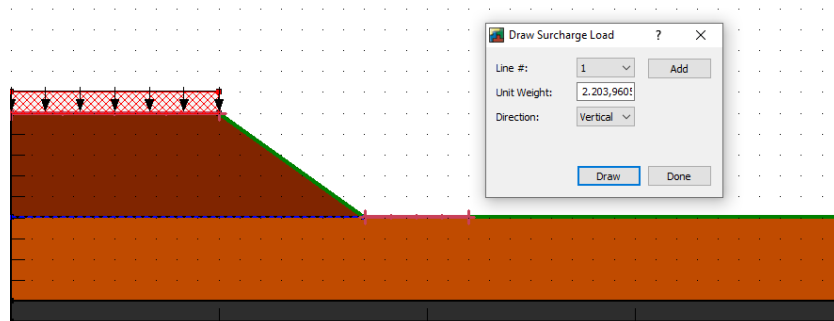 Draw Surcharge Load ? X
Line #: 1 Add
Unit Weight: 2.203,960
Direction: Vertical
Draw Done